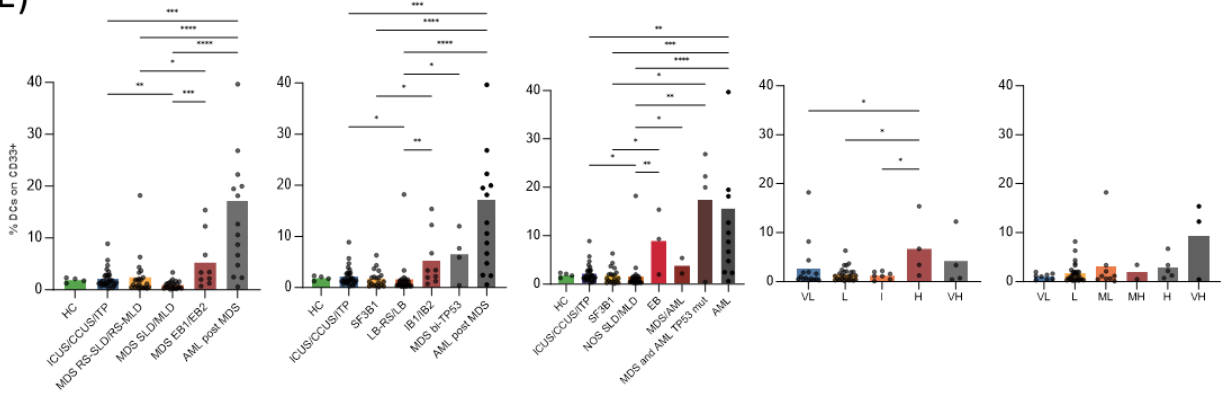 E)
***
****
****
*
**
***
% DCs on CD33+
40
30
20
10
0
HC
ICUS/CCUS/ITP
MDS RS-SLD/RS-MLD
MDS SLD/MLD
MDS EB1/EB2
AML post MDS
***
****
****
*
*
*
**
40
30
20
10
0
HC
ICUS/CCUS/ITP
SF3B1
LB-RS/LB
IB1/IB2
MDS bi-TP53
AML post MDS
**
***
****
*
**
*
*
*
**
40
30
20
10
0
HC
ICUS/CCUS/ITP
SF3B1
NOS SLD/MLD
EB
MDS/AML
MDS and AML TP53 mut
AML
*
*
*
40
30
20
10
0
VL
L
I
H
VH
40
30
20
10
0
VL
L
ML
MH
H
VH